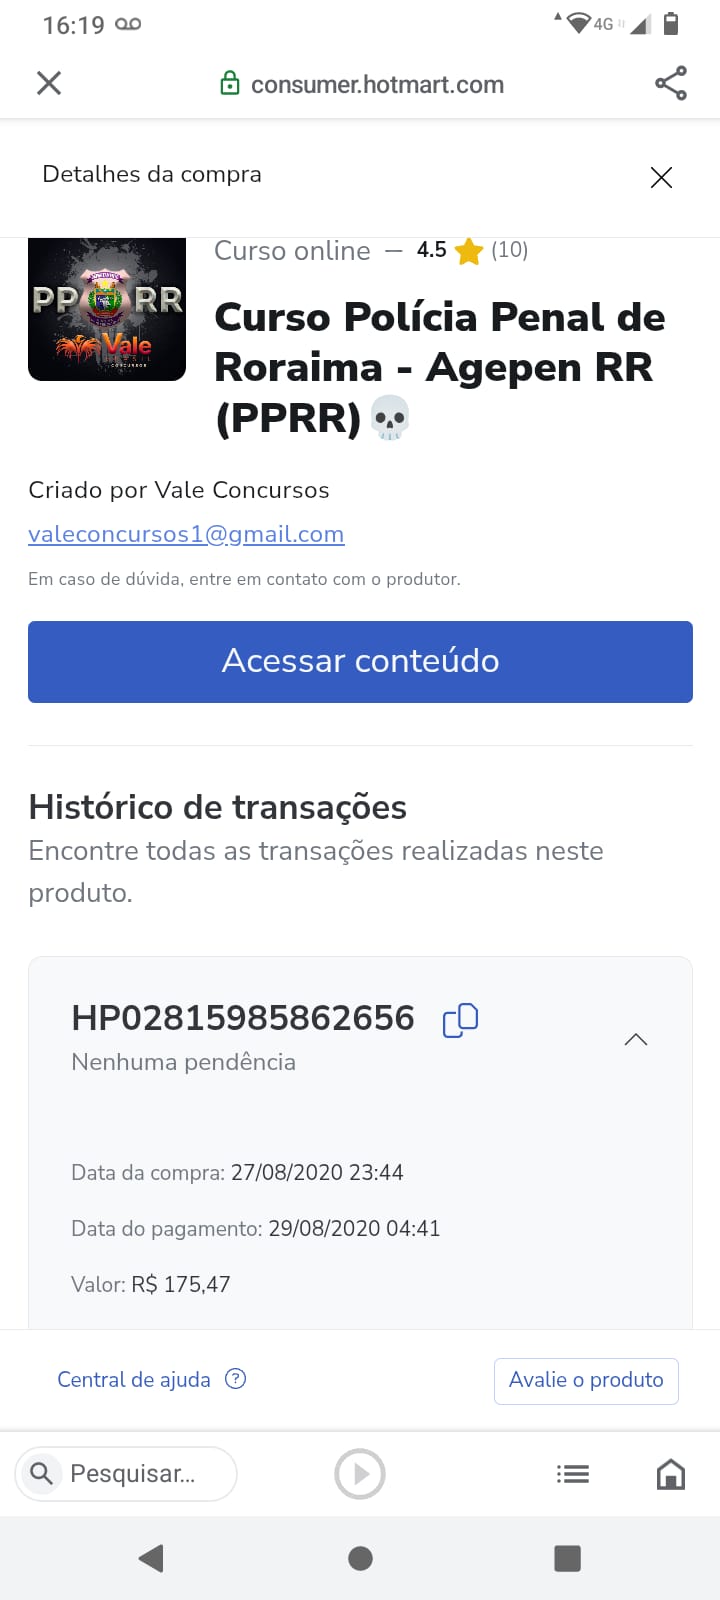 16:19
4G
consumer.hotmart.com
Detalhes da compra
Curso online — 4.5 (10)
PP RR
Vale
CONCURSOS
Curso Polícia Penal de
Roraima - Agepen RR
(PPRR)💀
Criado por Vale Concursos
valeconcursos1@gmail.com
Em caso de dúvida, entre em contato com o produtor.
Acessar conteúdo
Histórico de transações
Encontre todas as transações realizadas neste
produto.
HP02815985862656
Nenhuma pendência
Data da compra: 27/08/2020 23:44
Data do pagamento: 29/08/2020 04:41
Valor: R$ 175,47
Central de ajuda ?
Avalie o produto
Pesquisar...